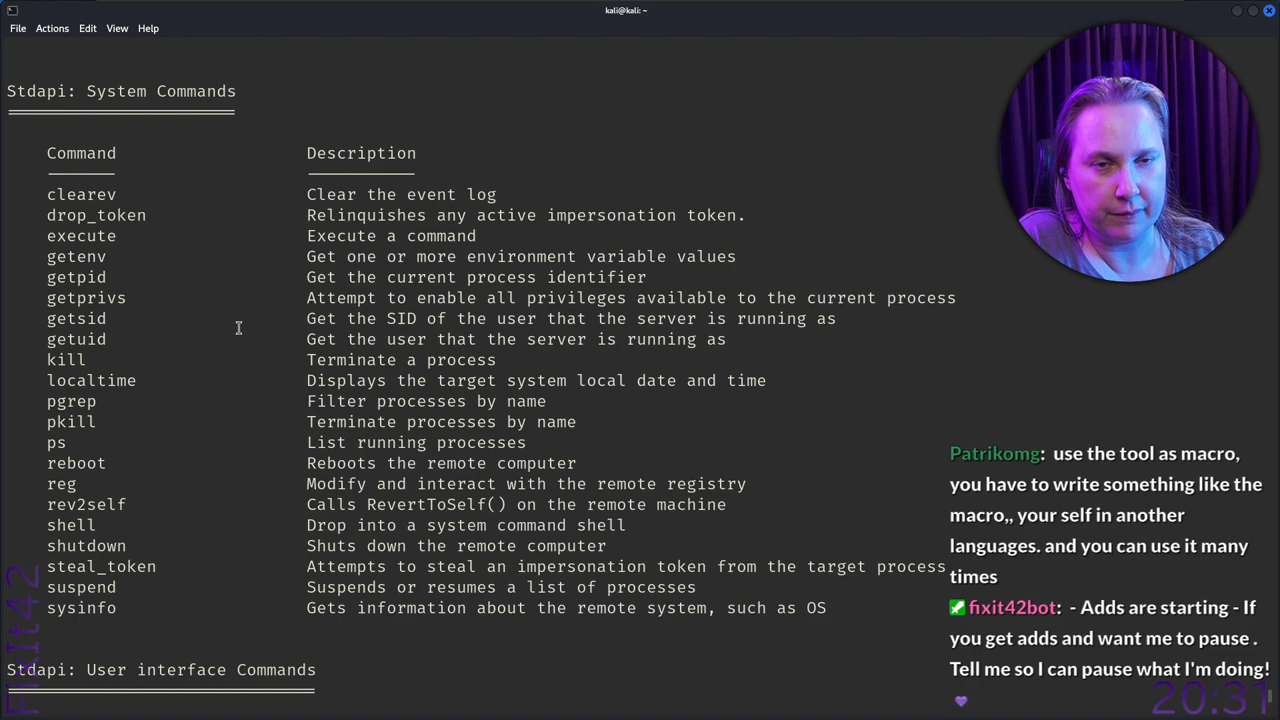 kali@kali: ~
File Actions Edit View Help
Stdapi: System Commands
Command Description
clearev Clear the event log
drop_token Relinquishes any active impersonation token.
execute Execute a command
getenv Get one or more environment variable values
getpid Get the current process identifier
getprivs Attempt to enable all privileges available to the current process
getsid Get the SID of the user that the server is running as
getuid Get the user that the server is running as
kill Terminate a process
localtime Displays the target system local date and time
pgrep Filter processes by name
pkill Terminate processes by name
ps List running processes
reboot Reboots the remote computer
reg Modify and interact with the remote registry
rev2self Calls RevertToSelf() on the remote machine
shell Drop into a system command shell
shutdown Shuts down the remote computer
steal_token Attempts to steal an impersonation token from the target process
suspend Suspends or resumes a list of processes
sysinfo Gets information about the remote system, such as OS
Stdapi: User interface Commands
Patrikomg: use the tool as macro,
you have to write something like the
macro,, your self in another
languages. and you can use it many
times
fixit42bot: - Adds are starting - If
you get adds and want me to pause .
Tell me so I can pause what I'm doing!
FixIt42
20:31